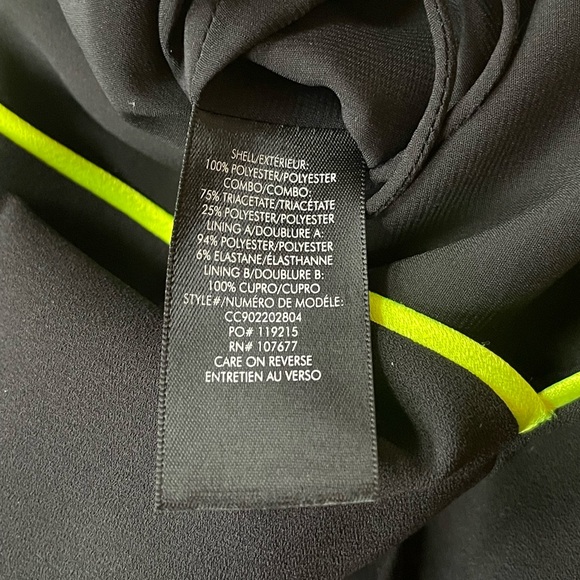 SHELL/EXTÉRIEUR:
100% POLYESTER/POLYESTER
COMBO/COMBO:
75% TRIACETATE/TRIACÉTATE
25% POLYESTER/POLYESTER
LINING A/DOUBLURE A:
94% POLYESTER/POLYESTER
6% ELASTANE/ÉLASTHANNE
LINING B/DOUBLURE B:
100% CUPRO/CUPRO
STYLE#/NUMÉRO DE MODÉLE:
CC902202804
PO# 119215
RN# 107677
CARE ON REVERSE
ENTRETIEN AU VERSO